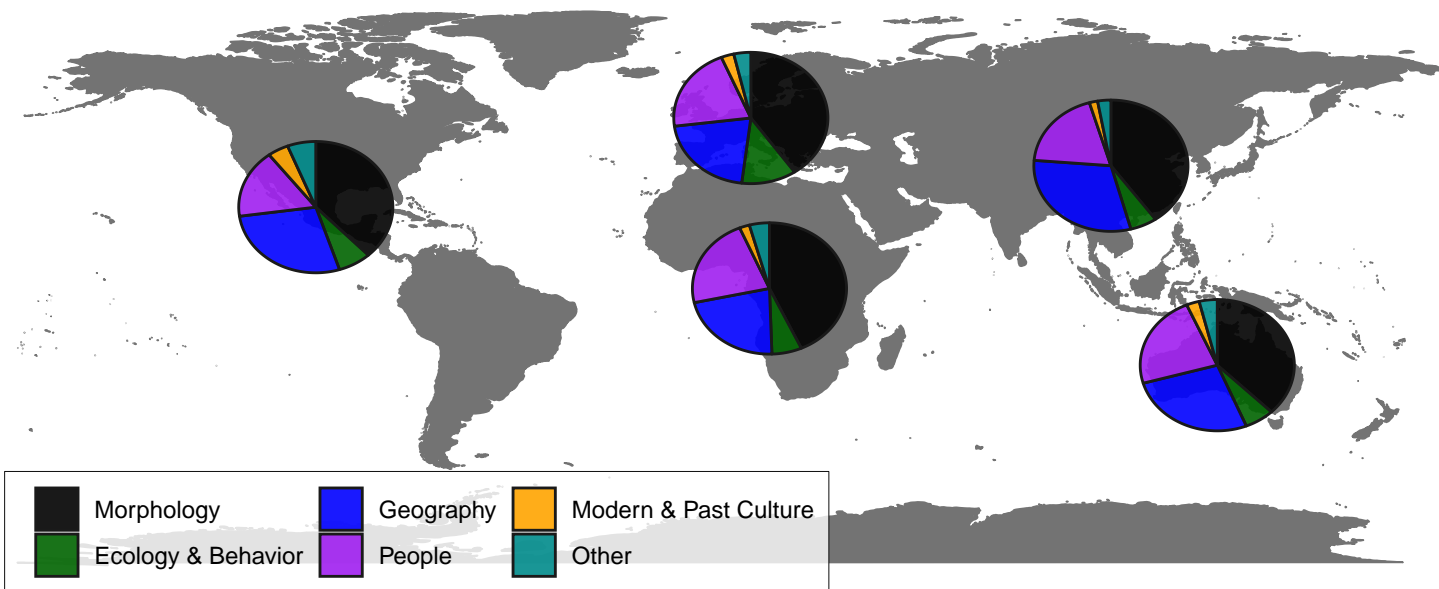 Morphology
Geography
Modern & Past Culture
Ecology & Behavior
People
Other